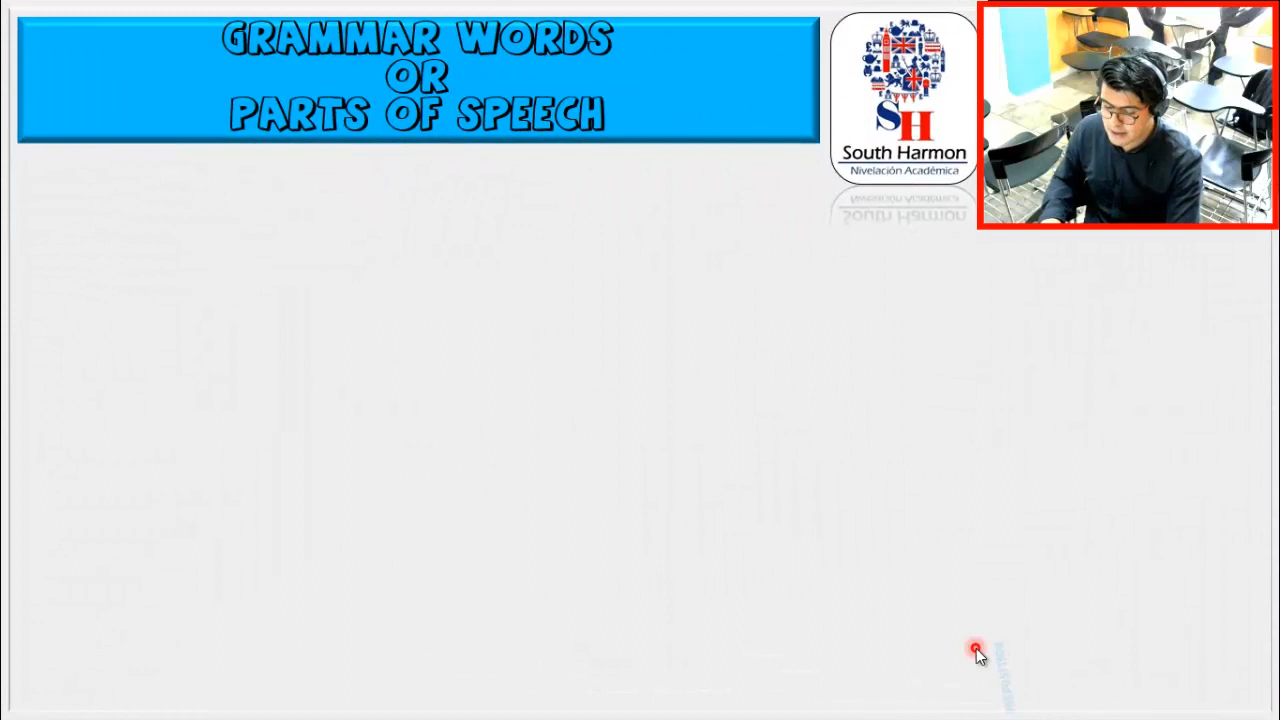 GRAMMAR WORDS
OR
PARTS OF SPEECH
SH
South Harmon
Nivelación Académica